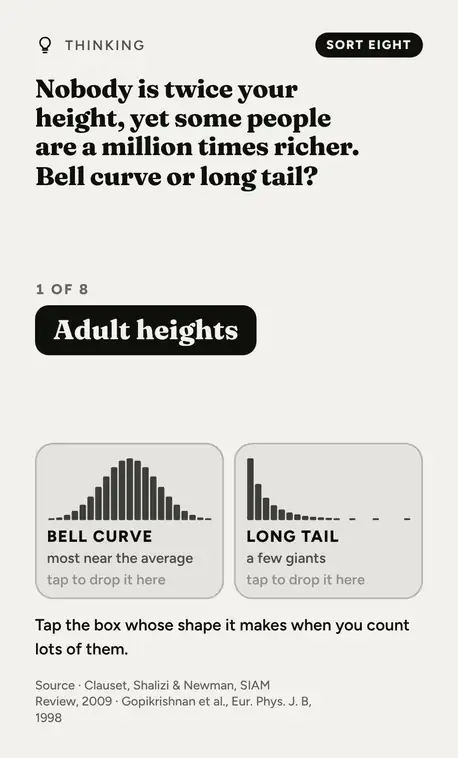 THINKING
SORT EIGHT
Nobody is twice your
height, yet some people
are a million times richer.
Bell curve or long tail?
1 OF 8
Adult heights
BELL CURVE
most near the average
tap to drop it here
LONG TAIL
a few giants
tap to drop it here
Tap the box whose shape it makes when you count
lots of them.
Source · Clauset, Shalizi & Newman, SIAM
Review, 2009 · Gopikrishnan et al., Eur. Phys. J. B,
1998